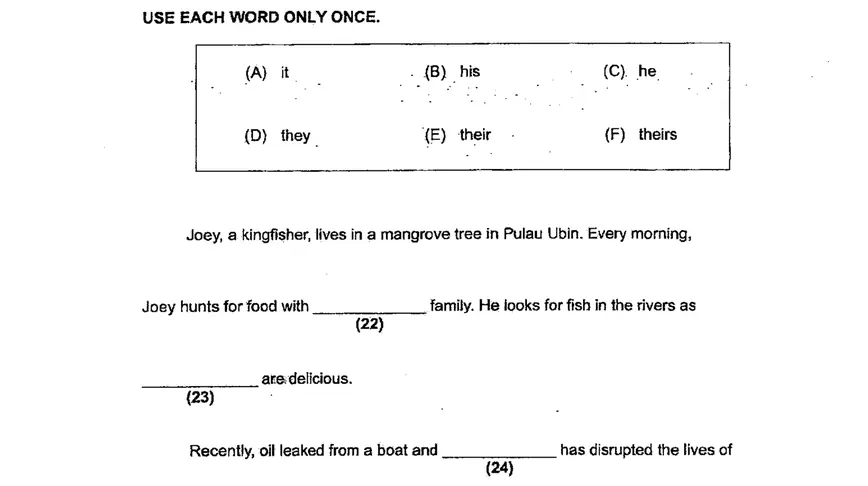 USE EACH WORD ONLY ONCE.
(A) it (B) his (C) he
(D) they (E) their (F) theirs
Joey, a kingfisher, lives in a mangrove tree in Pulau Ubin. Every morning,
Joey hunts for food with ____________ family. He looks for fish in the rivers as
(22)
____________ are delicious.
(23)
Recently, oil leaked from a boat and ____________ has disrupted the lives of
(24)